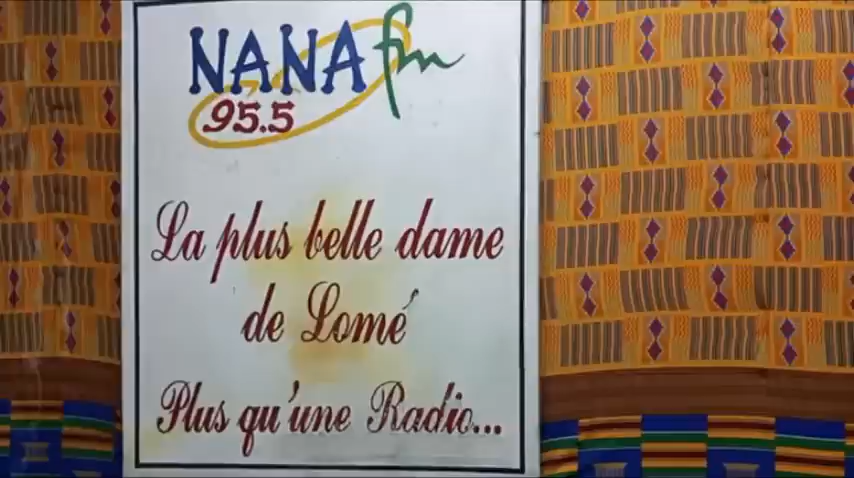 NANA fm
95.5
La plus belle dame
de Lomé
Plus qu'une Radio...